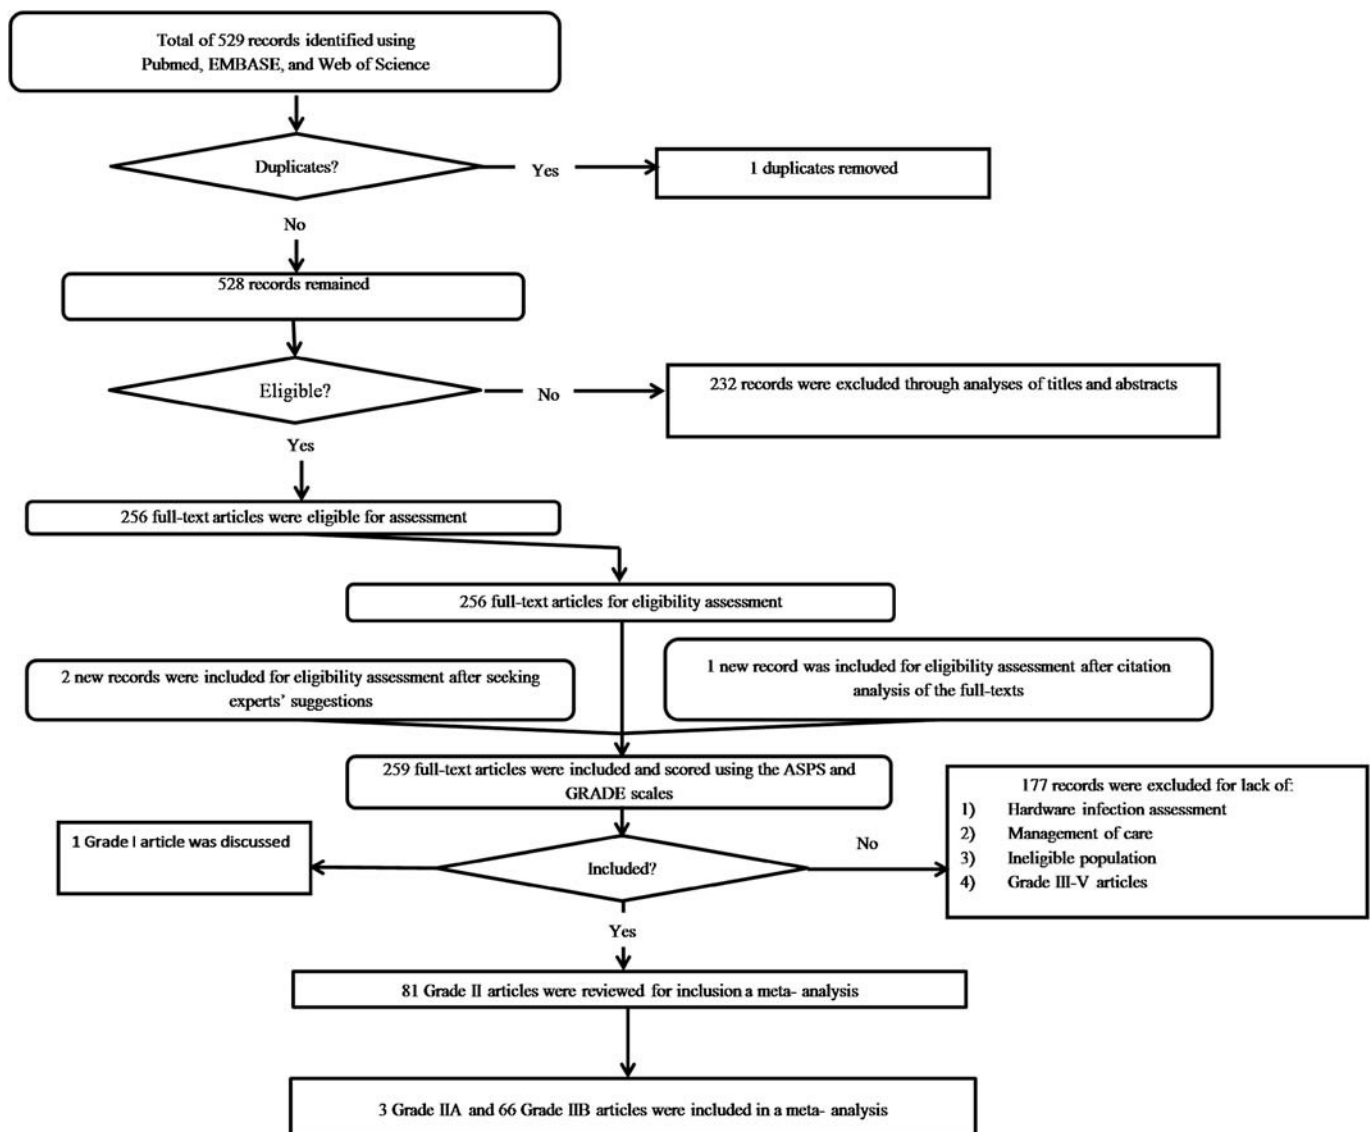 Total of 529 records identified using
Pubmed, EMBASE, and Web of Science
Duplicates?
Yes
1 duplicates removed
No
528 records remained
Eligible?
No
232 records were excluded through analyses of titles and abstracts
Yes
256 full-text articles were eligible for assessment
256 full-text articles for eligibility assessment
2 new records were included for eligibility assessment after seeking
experts' suggestions
1 new record was included for eligibility assessment after citation
analysis of the full-texts
259 full-text articles were included and scored using the ASPS and
GRADE scales
177 records were excluded for lack of:
1) Hardware infection assessment
2) Management of care
3) Ineligible population
4) Grade III-V articles
1 Grade I article was discussed
Included?
No
Yes
81 Grade II articles were reviewed for inclusion a meta- analysis
3 Grade IIA and 66 Grade IIB articles were included in a meta- analysis